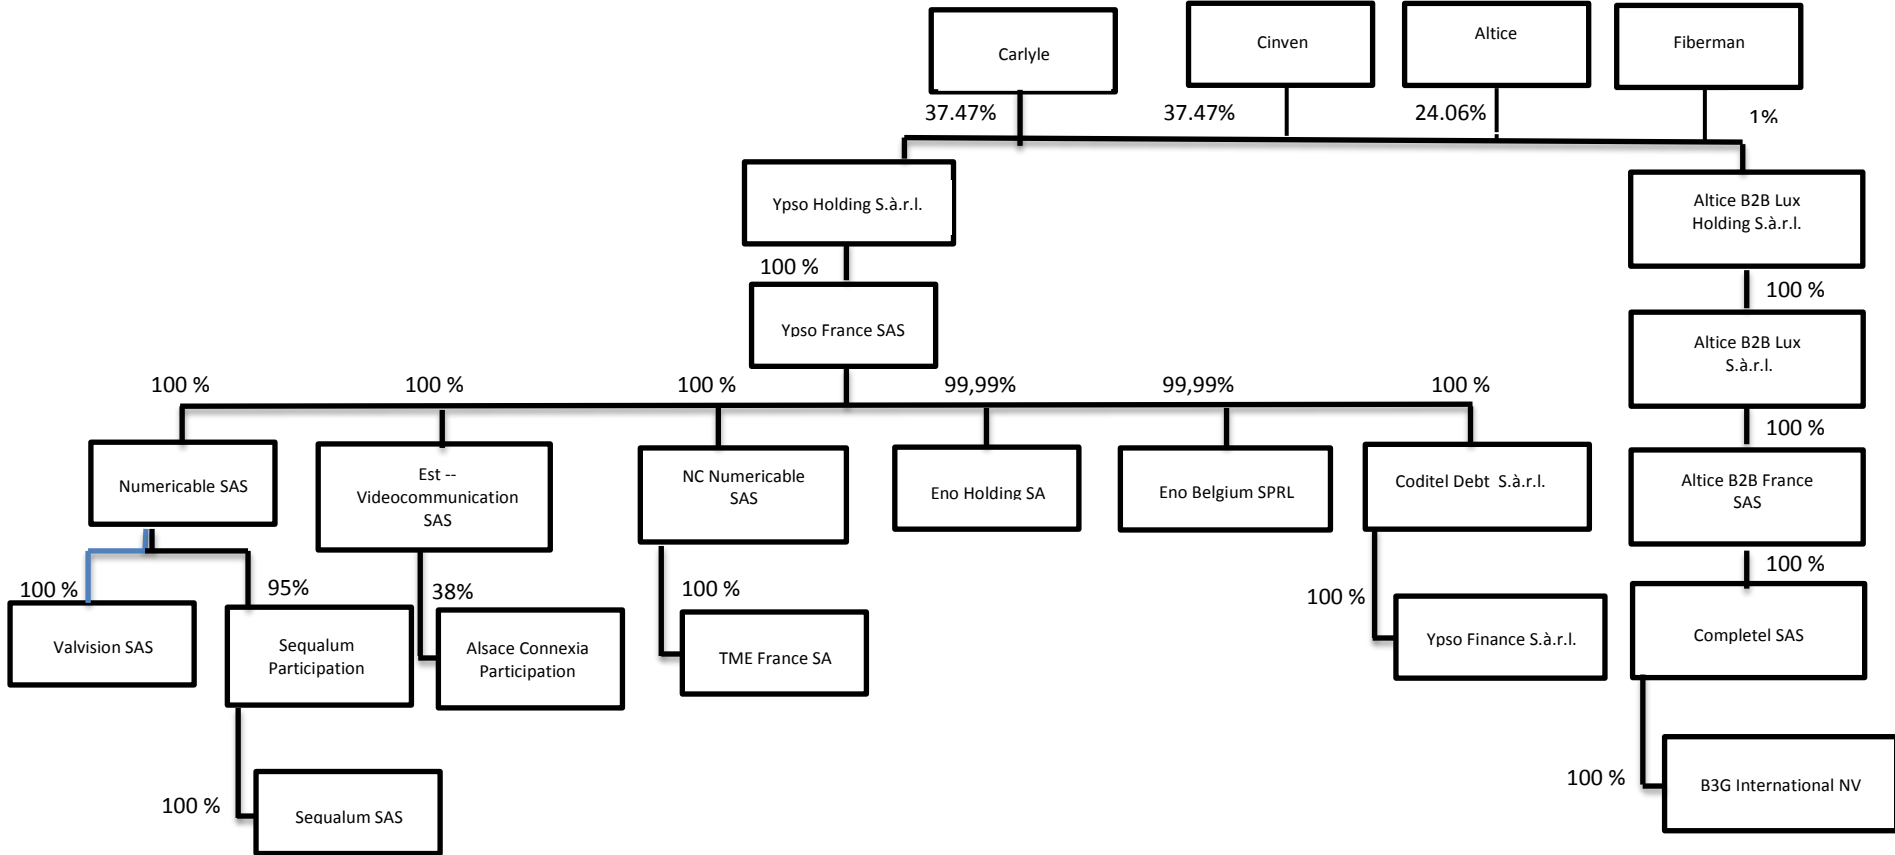 Carlyle
Cinven
Altice
Fiberman
37.47%
37.47%
24.06%
1%
Ypso Holding S.à.r.l.
Altice B2B Lux
Holding S.à.r.l.
100 %
100 %
Ypso France SAS
Altice B2B Lux
S.à.r.l.
100 %
100 %
100 %
99,99%
99,99%
100 %
100 %
Numericable SAS
Est --
Videocommunication
SAS
NC Numericable
SAS
Eno Holding SA
Eno Belgium SPRL
Coditel Debt S.à.r.l.
Altice B2B France
SAS
100 %
95%
38%
100 %
100 %
100 %
Valvision SAS
Sequalum
Participation
Alsace Connexia
Participation
TME France SA
Ypso Finance S.à.r.l.
Completel SAS
100 %
Sequalum SAS
100 %
B3G International NV